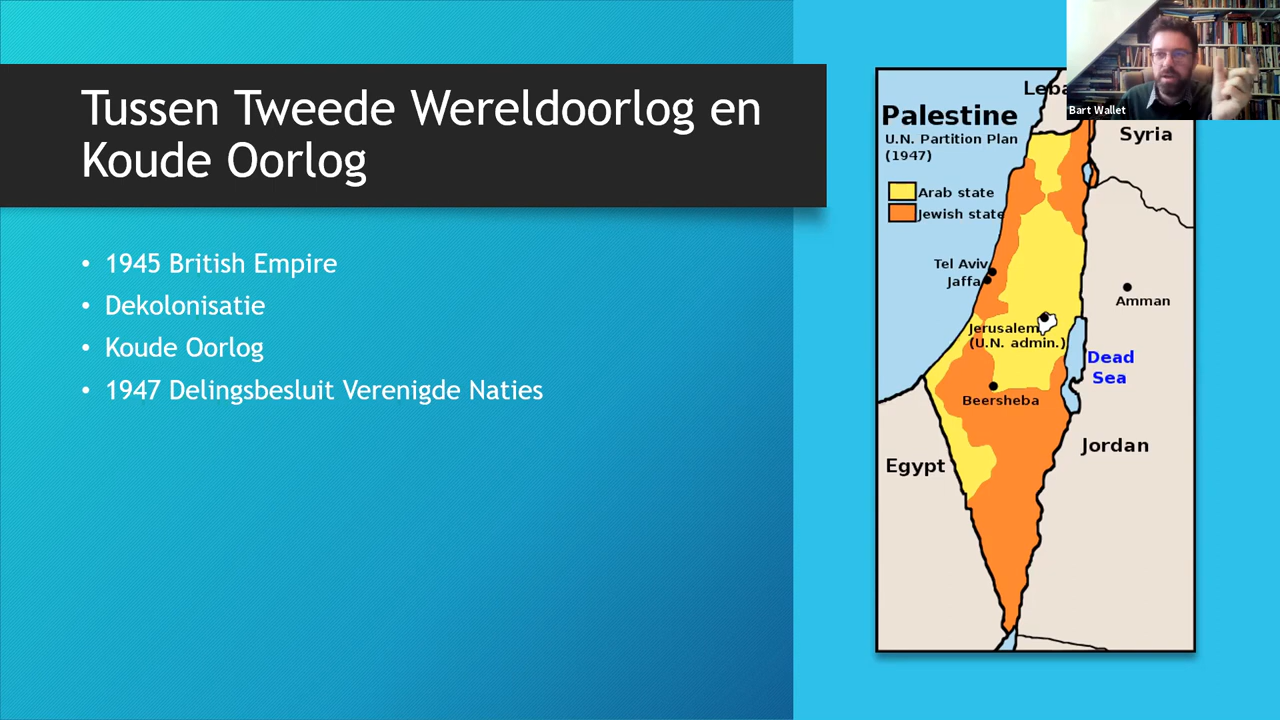 Tussen Tweede Wereldoorlog en
Koude Oorlog
• 1945 British Empire
• Dekolonisatie
• Koude Oorlog
• 1947 Delingsbesluit Verenigde Naties
Bart Wallet
Palestine
U.N. Partition Plan
(1947)
Arab state
Jewish state
Leba
Syria
Tel Aviv
Jaffa
Amman
Jerusalem
(U.N. admin.)
Dead
Sea
Beersheba
Jordan
Egypt